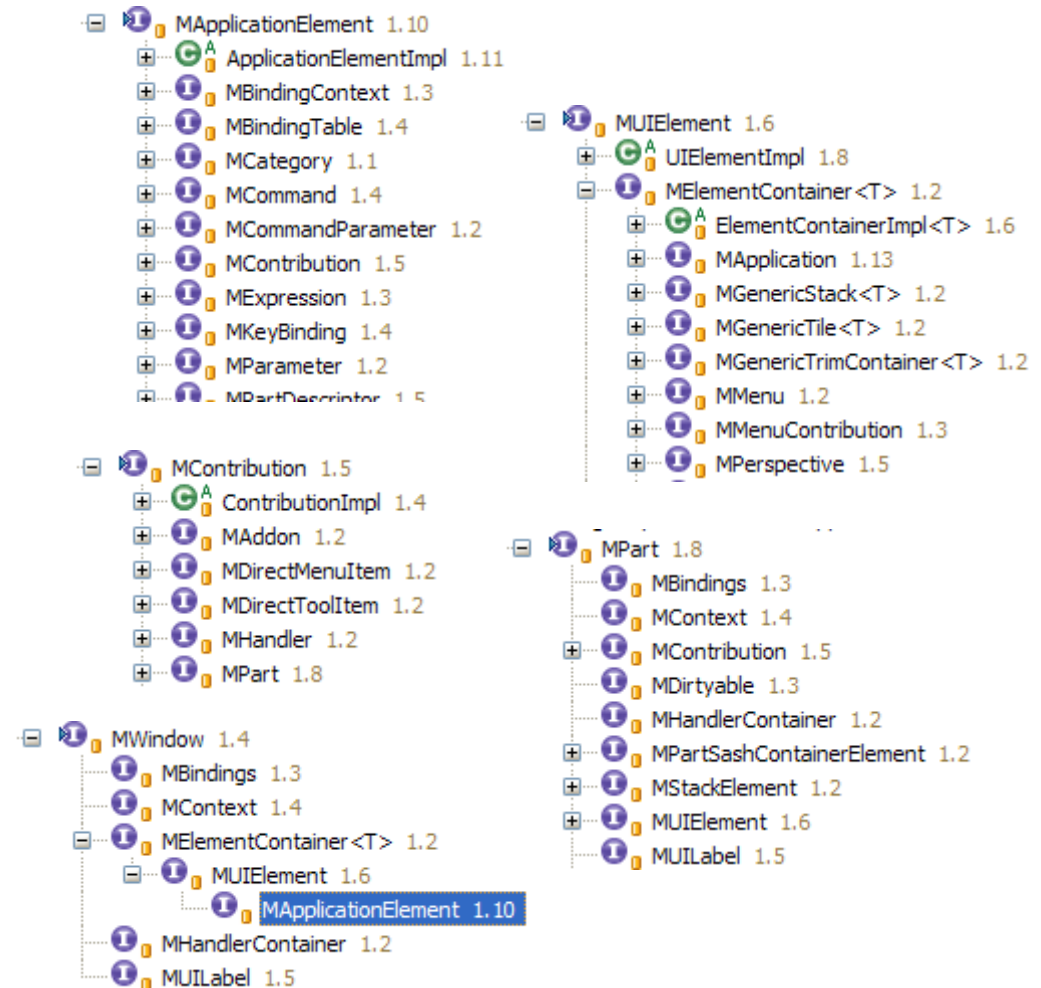 MApplicationElement 1.10
ApplicationElementImpl 1.11
MBindingContext 1.3
MBindingTable 1.4
MCategory 1.1
MCommand 1.4
MCommandParameter 1.2
MContribution 1.5
MExpression 1.3
MKeyBinding 1.4
MParameter 1.2
MPartDescriptor 1.5
MUIElement 1.6
UIElementImpl 1.8
MElementContainer<T> 1.2
ElementContainerImpl<T> 1.6
MApplication 1.13
MGenericStack<T> 1.2
MGenericTile<T> 1.2
MGenericTrimContainer<T> 1.2
MMenu 1.2
MMenuContribution 1.3
MPerspective 1.5
MContribution 1.5
ContributionImpl 1.4
MAddon 1.2
MDirectMenuItem 1.2
MDirectToolItem 1.2
MHandler 1.2
MPart 1.8
MPart 1.8
MBindings 1.3
MContext 1.4
MContribution 1.5
MDirtyable 1.3
MHandlerContainer 1.2
MPartSashContainerElement 1.2
MStackElement 1.2
MUIElement 1.6
MUILabel 1.5
MWindow 1.4
MBindings 1.3
MContext 1.4
MElementContainer<T> 1.2
MUIElement 1.6
MApplicationElement 1.10
MHandlerContainer 1.2
MUILabel 1.5